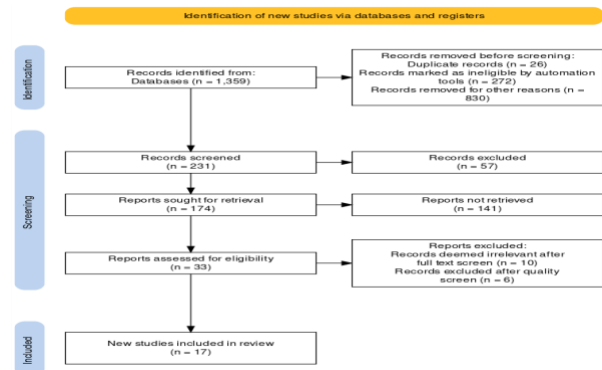 Identification of new studies via databases and registers
Identification
Records identified from:
Databases (n = 1,359)
Records removed before screening:
Duplicate records (n = 26)
Records marked as ineligible by automation
tools (n = 272)
Records removed for other reasons (n =
830)
Screening
Records screened
(n = 231)
Records excluded
(n = 57)
Reports sought for retrieval
(n = 174)
Reports not retrieved
(n = 141)
Reports assessed for eligibility
(n = 33)
Reports excluded:
Records deemed irrelevant after
full text screen (n = 10)
Records excluded after quality
screen (n = 6)
Included
New studies included in review
(n = 17)